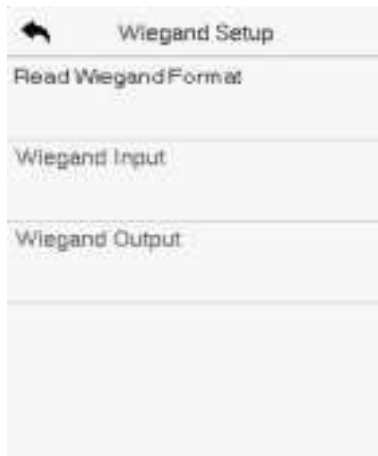 Wiegand Setup
Read Wiegand Format
Wiegand Input
Wiegand Output